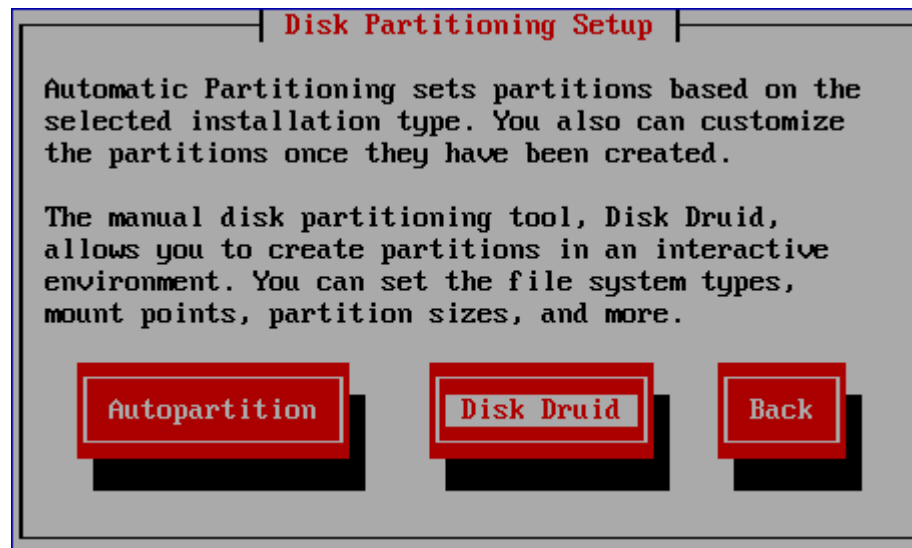 Disk Partitioning Setup
Automatic Partitioning sets partitions based on the
selected installation type. You also can customize
the partitions once they have been created.
The manual disk partitioning tool, Disk Druid,
allows you to create partitions in an interactive
environment. You can set the file system types,
mount points, partition sizes, and more.
Autopartition Disk Druid Back